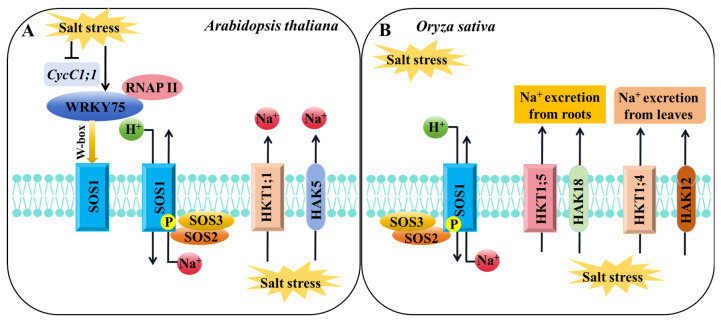 A
Salt stress
Arabidopsis thaliana
CycC1;1
RNAP II
WRKY75
W-box
H+
Na+
Na+
SOS1
SOS1
P
SOS3
SOS2
Na+
HKT1:1
HAK5
Salt stress
B
Oryza sativa
Salt stress
Na+ excretion
from roots
Na+ excretion
from leaves
H+
SOS3
SOS2
SOS1
P
Na+
HKT1;5
HAK18
HKT1;4
HAK12
Salt stress